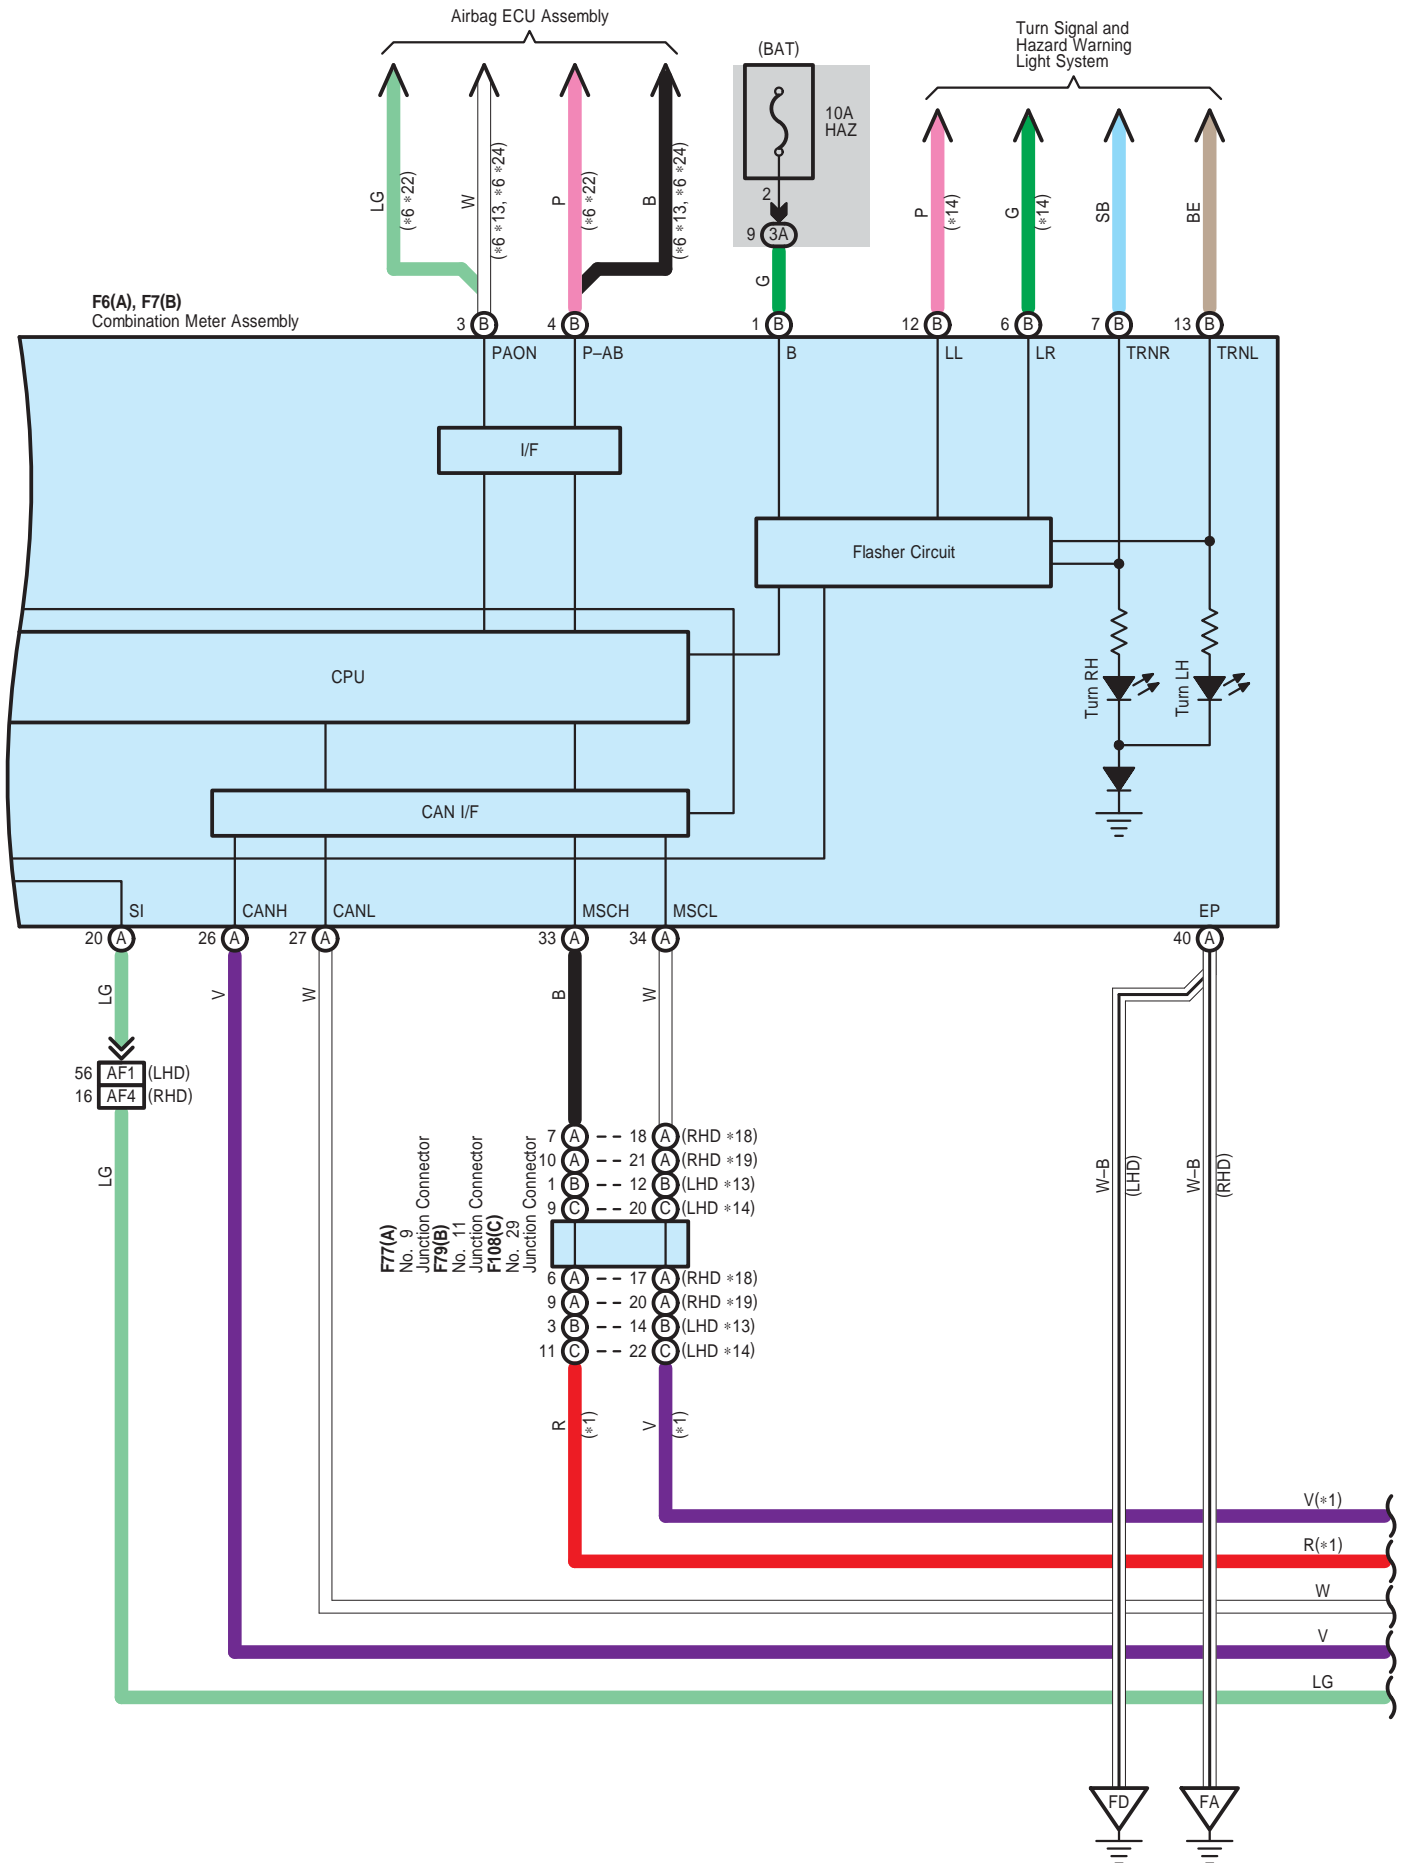 Airbag ECU Assembly
Turn Signal and
Hazard Warning
Light System
(BAT)
10A
HAZ
2
9 3A
LG
(*6 *22)
W
(*6 *13, *6 *24)
P
(*6 *22)
B
(*6 *13, *6 *24)
G
P
(*14)
G
(*14)
SB
BE
F6(A), F7(B)
Combination Meter Assembly
3 B
4 B
1 B
12 B
6 B
7 B
13 B
PAON
P–AB
B
LL
LR
TRNR
TRNL
I/F
Flasher Circuit
CPU
Turn RH
Turn LH
CAN I/F
SI
CANH
CANL
MSCH
MSCL
EP
20 A
26 A
27 A
33 A
34 A
40 A
LG
V
W
B
W
56 AF1 (LHD)
16 AF4 (RHD)
LG
F77(A)
No. 9
Junction Connector
F79(B)
No. 11
Junction Connector
F108(C)
No. 29
Junction Connector
7 A -- 18 A (RHD *18)
10 A -- 21 A (RHD *19)
1 B -- 12 B (LHD *13)
9 C -- 20 C (LHD *14)
6 A -- 17 A (RHD *18)
9 A -- 20 A (RHD *19)
3 B -- 14 B (LHD *13)
11 C -- 22 C (LHD *14)
W–B
(LHD)
W–B
(RHD)
R
(*1)
V
(*1)
V(*1)
R(*1)
W
V
LG
FD
FA